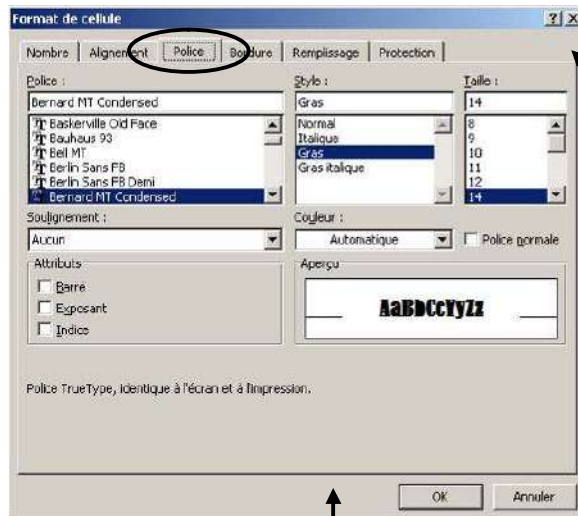 Format de cellule
Nombre Alignement Police Bordure Remplissage Protection
Police : Style : Taille :
Bernard MT Condensed Gras 14
Baskerville Old Face Normal 8
Bauhaus 93 Italique 9
Bell MT Gras 10
Berlin Sans FB Gras italique 11
Berlin Sans FB Demi 12
Bernard MT Condensed 14
Soulignement : Couleur :
Aucun Automatique Police normale
Attributs Aperçu
Barré
Exposant AaBbCcYyZz
Indice
Police TrueType, identique à l'écran et à l'impression.
OK Annuler